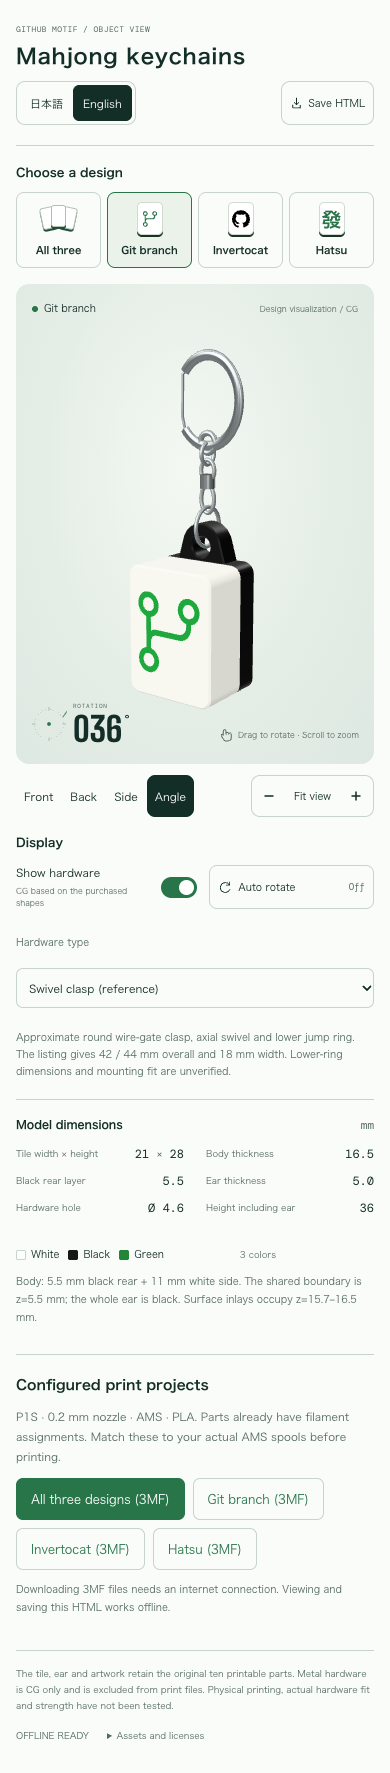 GITHUB MOTIF / OBJECT VIEW
Mahjong keychains
日本語
English
Save HTML
Choose a design
All three
Git branch
Invertocat
發
Hatsu
Git branch
Design visualization / CG
ROTATION
036°
Drag to rotate · Scroll to zoom
Front
Back
Side
Angle
− Fit view +
Display
Show hardware
CG based on the purchased
shapes
Auto rotate
Off
Hardware type
Swivel clasp (reference)
Approximate round wire-gate clasp, axial swivel and lower jump ring.
The listing gives 42 / 44 mm overall and 18 mm width. Lower-ring
dimensions and mounting fit are unverified.
Model dimensions
mm
Tile width × height 21 × 28
Body thickness 16.5
Black rear layer 5.5
Ear thickness 5.0
Hardware hole Ø 4.6
Height including ear 36
White Black Green 3 colors
Body: 5.5 mm black rear + 11 mm white side. The shared boundary is
z=5.5 mm; the whole ear is black. Surface inlays occupy z=15.7–16.5
mm.
Configured print projects
P1S · 0.2 mm nozzle · AMS · PLA. Parts already have filament
assignments. Match these to your actual AMS spools before
printing.
All three designs (3MF)
Git branch (3MF)
Invertocat (3MF)
Hatsu (3MF)
Downloading 3MF files needs an internet connection. Viewing and
saving this HTML works offline.
The tile, ear and artwork retain the original ten printable parts. Metal hardware
is CG only and is excluded from print files. Physical printing, actual hardware fit
and strength have not been tested.
OFFLINE READY
Assets and licenses